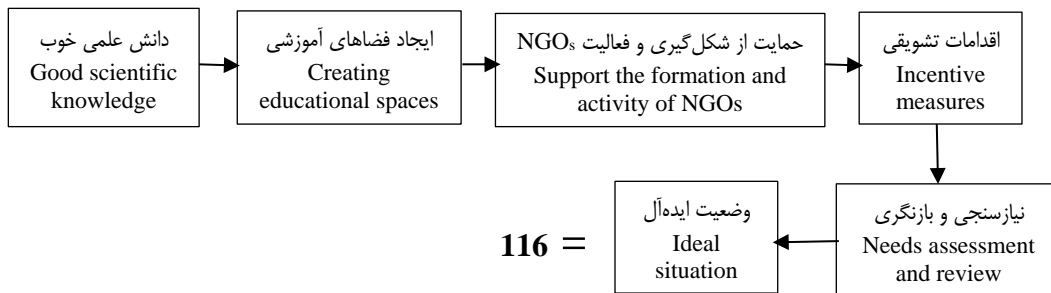 دانش علمی خوب
Good scientific
knowledge
ایجاد فضاهای آموزشی
Creating
educational spaces
حمایت از شکل‌گیری و فعالیت NGOs
Support the formation and
activity of NGOs
اقدامات تشویقی
Incentive
measures
نیازسنجی و بازنگری
Needs assessment
and review
وضعیت ایده‌آل
Ideal
situation
116 =